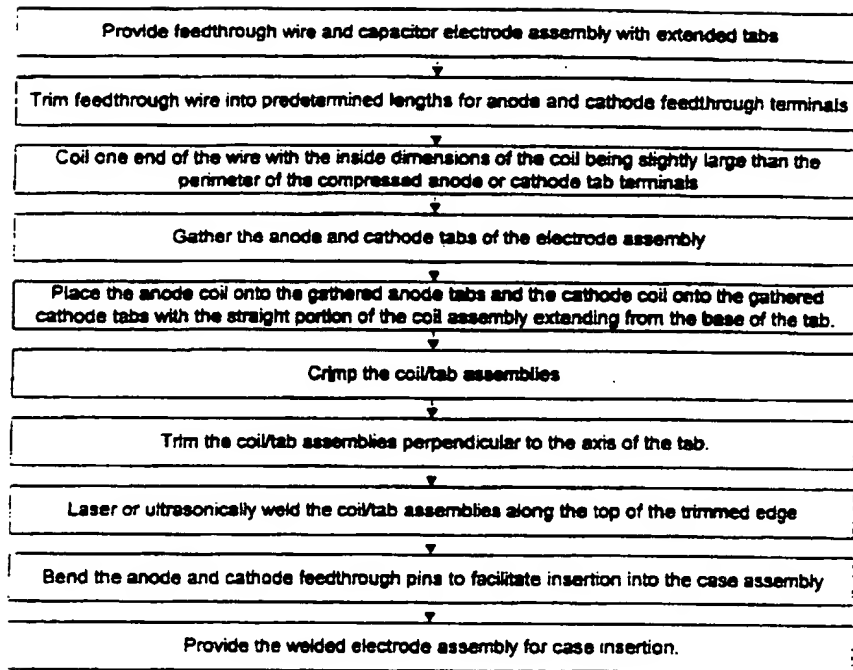 Provide feedthrough wire and capacitor electrode assembly with extended tabs
Trim feedthrough wire into predetermined lengths for anode and cathode feedthrough terminals
Coil one end of the wire with the inside dimensions of the coil being slightly large than the
perimeter of the compressed anode or cathode tab terminals
Gather the anode and cathode tabs of the electrode assembly
Place the anode coil onto the gathered anode tabs and the cathode coil onto the gathered
cathode tabs with the straight portion of the coil assembly extending from the base of the tab.
Crimp the coil/tab assemblies
Trim the coil/tab assemblies perpendicular to the axis of the tab.
Laser or ultrasonically weld the coil/tab assemblies along the top of the trimmed edge
Bend the anode and cathode feedthrough pins to facilitate insertion into the case assembly
Provide the welded electrode assembly for case insertion.